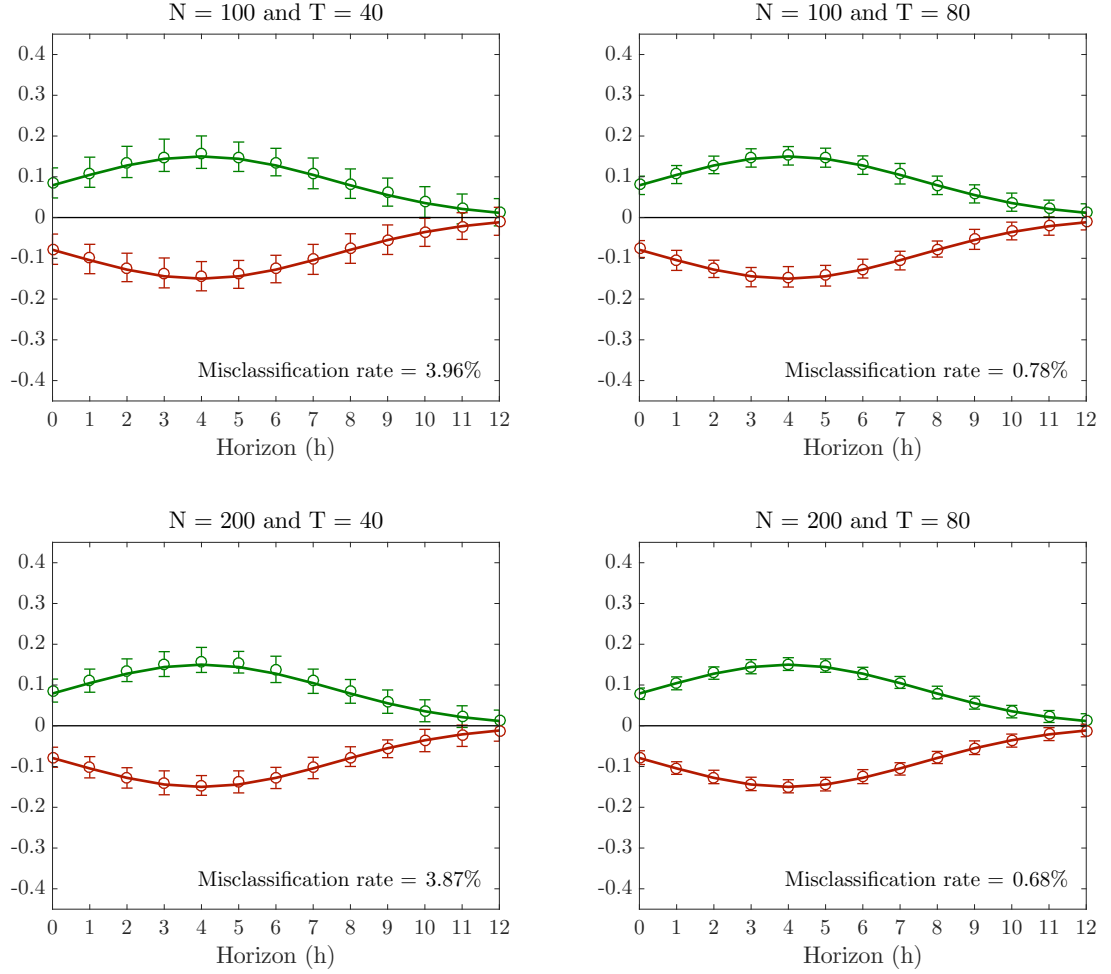 N = 100 and T = 40
0.4
0.3
0.2
0.1
0
-0.1
-0.2
-0.3
-0.4
Misclassification rate = 3.96%
0 1 2 3 4 5 6 7 8 9 10 11 12
Horizon (h)
N = 100 and T = 80
0.4
0.3
0.2
0.1
0
-0.1
-0.2
-0.3
-0.4
Misclassification rate = 0.78%
0 1 2 3 4 5 6 7 8 9 10 11 12
Horizon (h)
N = 200 and T = 40
0.4
0.3
0.2
0.1
0
-0.1
-0.2
-0.3
-0.4
Misclassification rate = 3.87%
0 1 2 3 4 5 6 7 8 9 10 11 12
Horizon (h)
N = 200 and T = 80
0.4
0.3
0.2
0.1
0
-0.1
-0.2
-0.3
-0.4
Misclassification rate = 0.68%
0 1 2 3 4 5 6 7 8 9 10 11 12
Horizon (h)